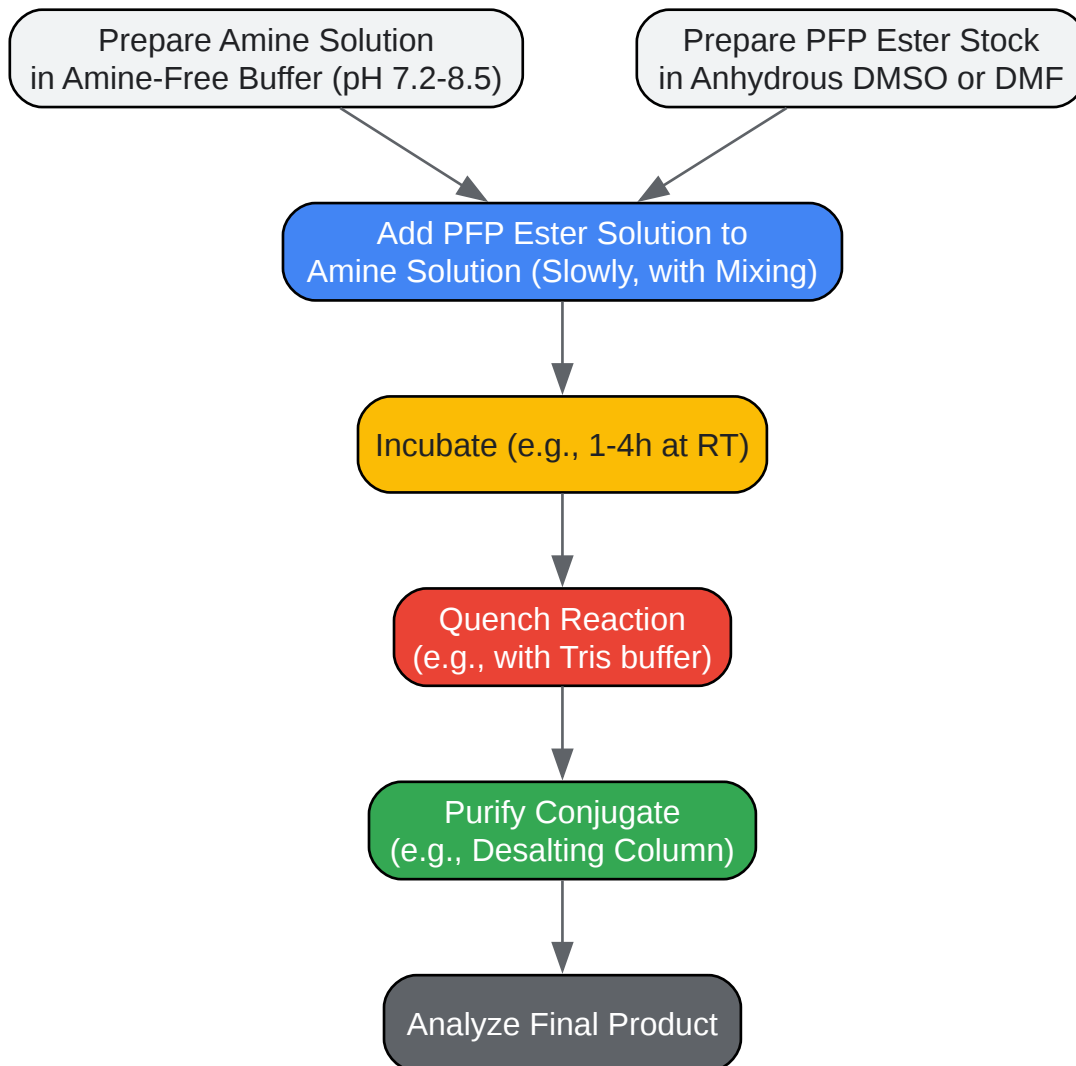 Prepare Amine Solution
in Amine-Free Buffer (pH 7.2-8.5)
Prepare PFP Ester Stock
in Anhydrous DMSO or DMF
Add PFP Ester Solution to
Amine Solution (Slowly, with Mixing)
Incubate (e.g., 1-4h at RT)
Quench Reaction
(e.g., with Tris buffer)
Purify Conjugate
(e.g., Desalting Column)
Analyze Final Product